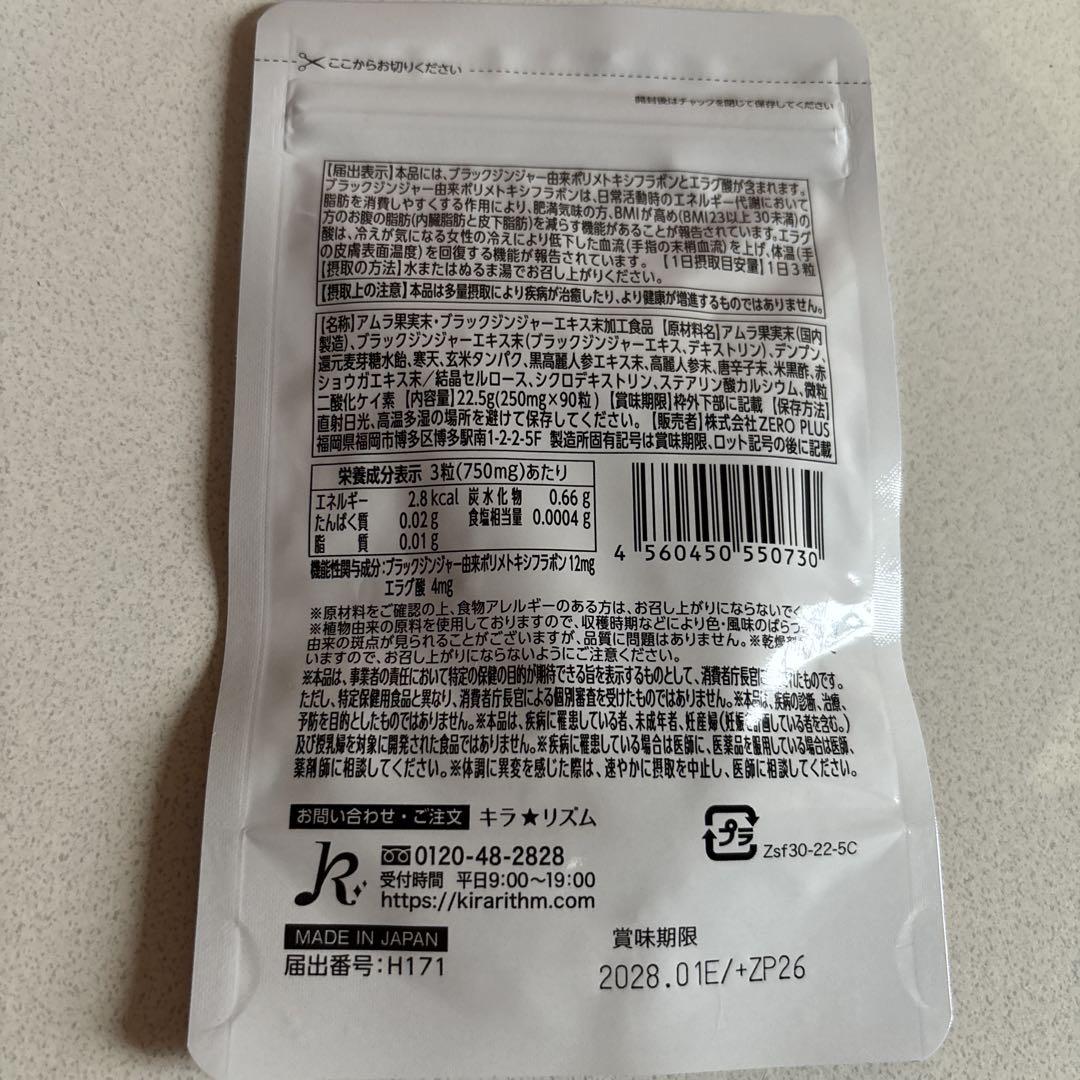 ここからお切りください
開封後はチャックを閉じて保存してください
【届出表示】本品には、ブラックジンジャー由来ポリメトキシフラボンとエラグ酸が含まれます。
ブラックジンジャー由来ポリメトキシフラボンは、日常活動時のエネルギー代謝において
脂肪を消費しやすくする作用により、肥満気味の方、BMIが高め(BMI23以上30未満)の
方のお腹の脂肪(内臓脂肪と皮下脂肪)を減らす機能があることが報告されています。エラグ
酸は、冷えが気になる女性の冷えにより低下した血流(手指の末梢血流)を上げ、体温(手
の皮膚表面温度)を回復する機能が報告されています。【1日摂取目安量】1日3粒
【摂取の方法】水またはぬるま湯でお召し上がりください。
【摂取上の注意】本品は多量摂取により疾病が治癒したり、より健康が増進するものではありません。
【名称】アムラ果実末・ブラックジンジャーエキス末加工食品【原材料名】アムラ果実末(国内
製造)、ブラックジンジャーエキス末(ブラックジンジャーエキス、デキストリン)、デンプン、
還元麦芽糖水飴、寒天、玄米タンパク、黒高麗人参エキス末、高麗人参末、唐辛子末、米黒酢、赤
ショウガエキス末/結晶セルロース、シクロデキストリン、ステアリン酸カルシウム、微粒
二酸化ケイ素【内容量】22.5g(250mg×90粒)【賞味期限】枠外下部に記載【保存方法】
直射日光、高温多湿の場所を避けて保存してください。【販売者】株式会社ZERO PLUS
福岡県福岡市博多区博多駅南1-2-2-5F 製造所固有記号は賞味期限、ロット記号の後に記載
栄養成分表示 3粒(750mg)あたり
エネルギー 2.8kcal 炭水化物 0.66g
たんぱく質 0.02g 食塩相当量 0.0004g
脂質 0.01g
4 560450 550730
機能性関与成分:ブラックジンジャー由来ポリメトキシフラボン 12mg
エラグ酸 4mg
※原材料をご確認の上、食物アレルギーのある方は、お召し上がりにならないで
※植物由来の原料を使用しておりますので、収穫時期などにより色・風味のばらつ
由来の斑点が見られることがございますが、品質に問題はありません。※乾燥剤
いますので、お召し上がりにならないようにご注意ください。
※本品は、事業者の責任において特定の保健の目的が期待できる旨を表示するものとして、消費者庁長官に されたものです。
ただし、特定保健用食品と異なり、消費者庁長官による個別審査を受けたものではありません。※本品は、疾病の診断、治療、
予防を目的としたものではありません。※本品は、疾病に罹患している者、未成年者、妊産婦(妊娠を計画している者を含む。)
及び授乳婦を対象に開発された食品ではありません。※疾病に罹患している場合は医師に、医薬品を服用している場合は医師、
薬剤師に相談してください。※体調に異変を感じた際は、速やかに摂取を中止し、医師に相談してください。
お問い合わせ・ご注文 キラ★リズム
0120-48-2828
受付時間 平日9:00～19:00
https://kirarithm.com
プラ
Zsf30-22-5C
MADE IN JAPAN
届出番号:H171
賞味期限
2028.01E/+ZP26